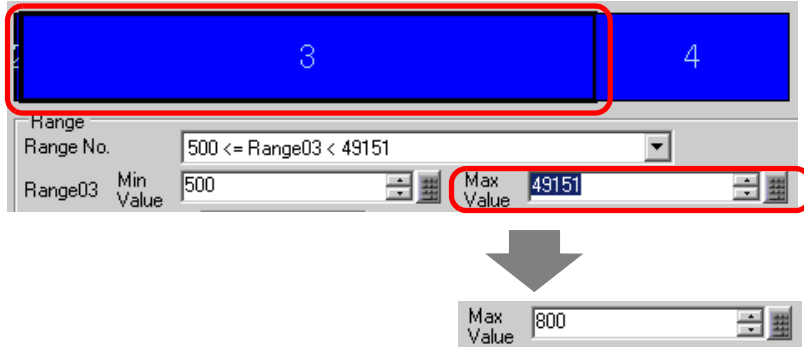 3 4
Range
Range No. 500 <= Range03 < 49151
Range03 Min Value 500 Max Value 49151
Max Value 800